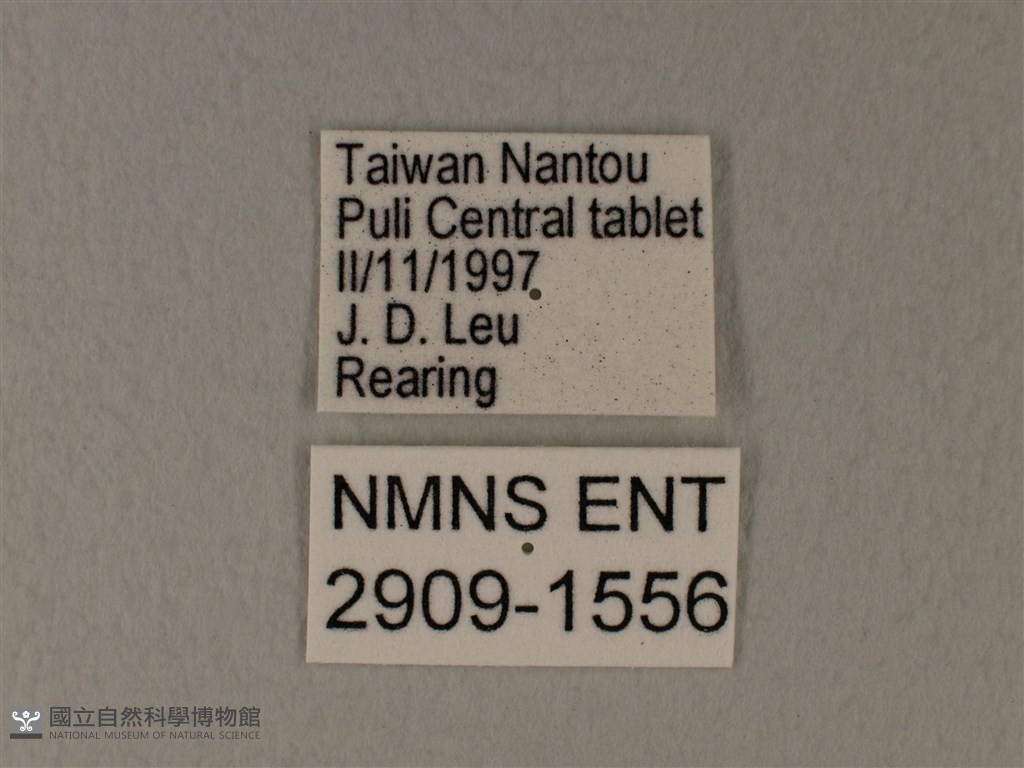 Taiwan Nantou
Puli Central tablet
II/11/1997
J. D. Leu
Rearing
NMNS ENT
2909-1556
國立自然科學博物館
NATIONAL MUSEUM OF NATURAL SCIENCE